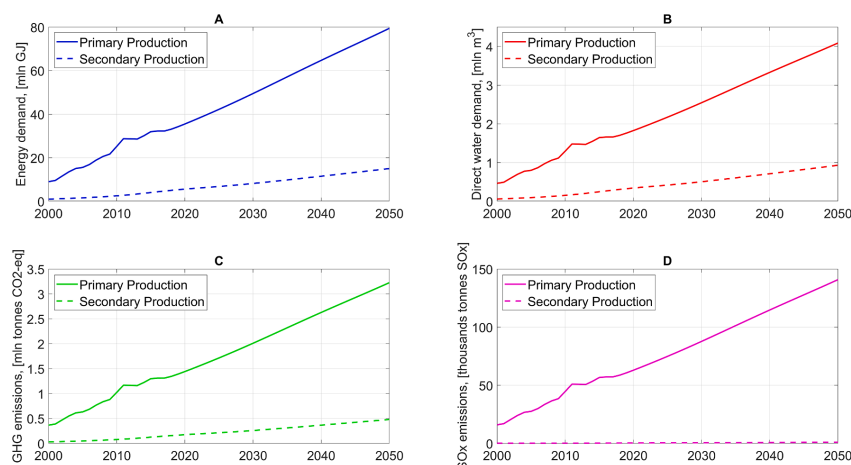 A
Energy demand, [mln GJ]
80
60
40
20
0
Primary Production
Secondary Production
2000 2010 2020 2030 2040 2050
B
Direct water demand, [mln m³]
4
3
2
1
0
Primary Production
Secondary Production
2000 2010 2020 2030 2040 2050
C
GHG emissions, [mln tonnes CO2-eq]
3.5
3
2.5
2
1.5
1
0.5
0
Primary Production
Secondary Production
2000 2010 2020 2030 2040 2050
D
SOx emissions, [thousands tonnes SOx]
150
100
50
0
Primary Production
Secondary Production
2000 2010 2020 2030 2040 2050